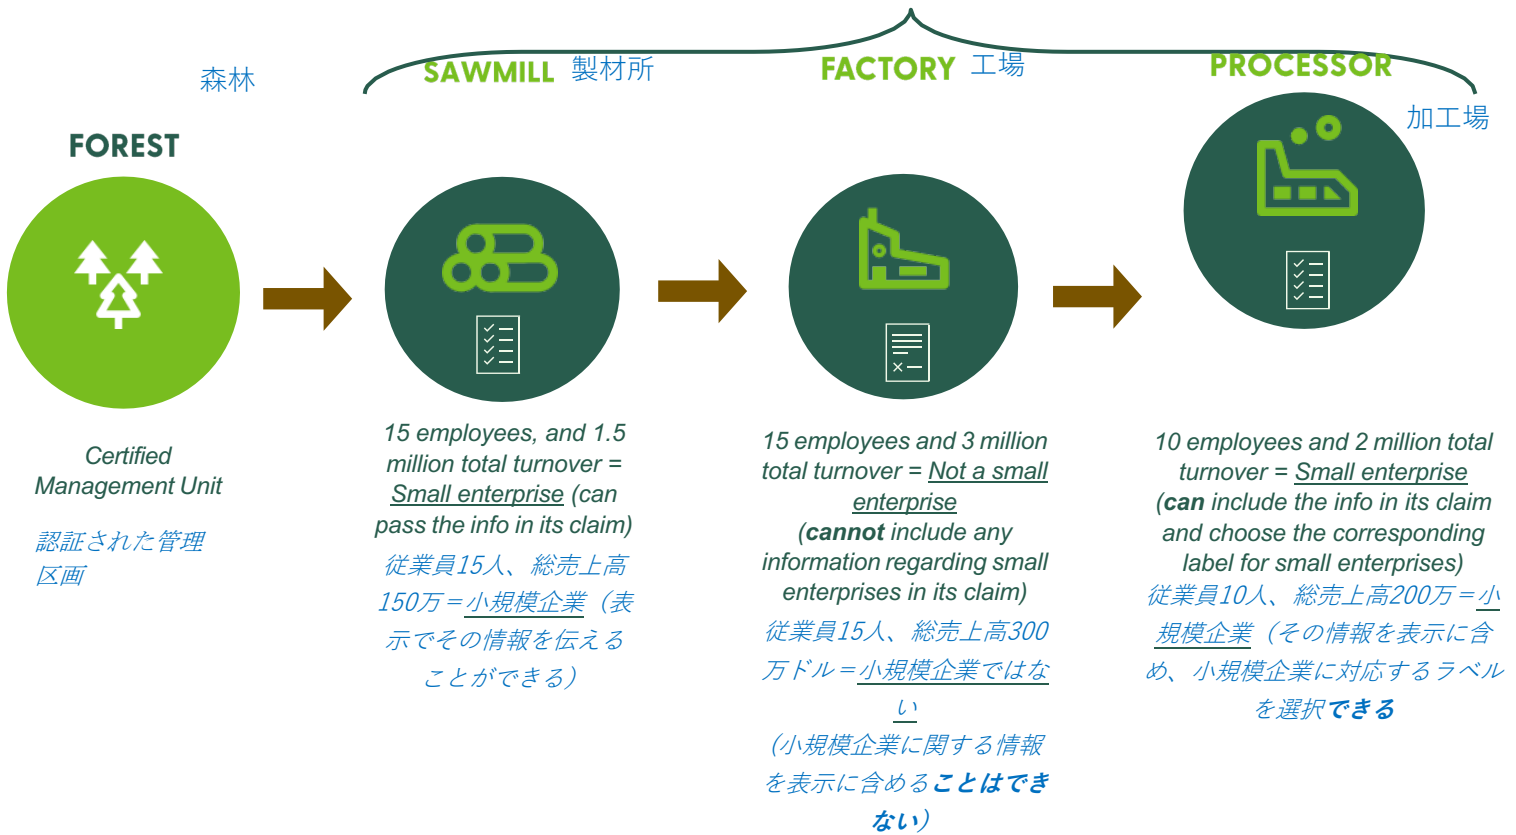 FOREST
森林
Certified
Management Unit
認証された管理
区画
SAWMILL 製材所
15 employees, and 1.5
million total turnover =
Small enterprise (can
pass the info in its claim)
従業員15人、総売上高
150万＝小規模企業（表
示でその情報を伝える
ことができる）
FACTORY 工場
15 employees and 3 million
total turnover = Not a small
enterprise
(cannot include any
information regarding small
enterprises in its claim)
従業員15人、総売上高300
万ドル＝小規模企業ではな
い
（小規模企業に関する情報
を表示に含めることはでき
ない）
PROCESSOR
加工場
10 employees and 2 million total
turnover = Small enterprise
(can include the info in its claim
and choose the corresponding
label for small enterprises)
従業員10人、総売上高200万＝小
規模企業（その情報を表示に含
め、小規模企業に対応するラベル
を選択できる